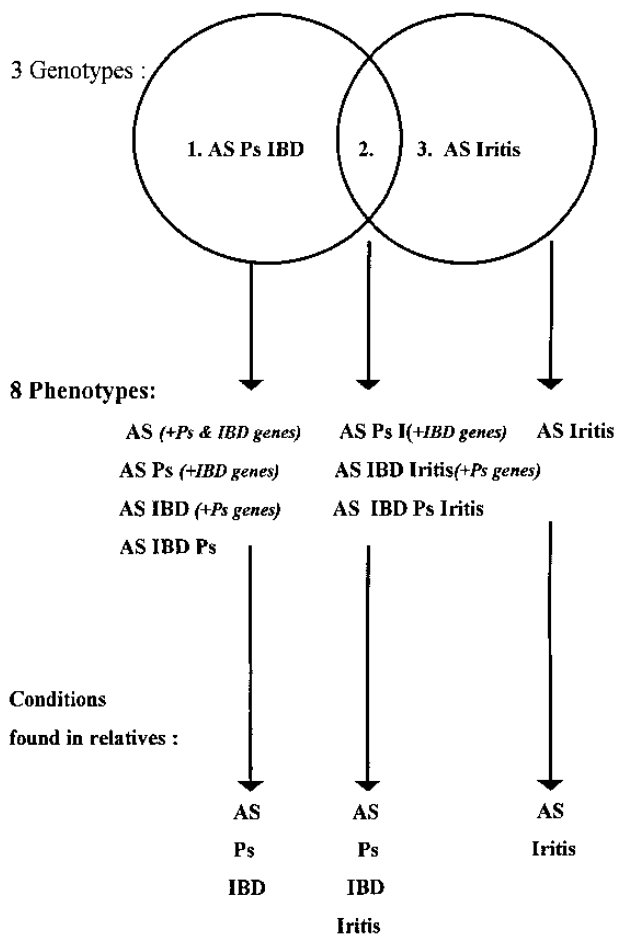 3 Genotypes :
1. AS Ps IBD
2.
3. AS Iritis
8 Phenotypes:
AS (+Ps & IBD genes)
AS Ps (+IBD genes)
AS IBD (+Ps genes)
AS IBD Ps
AS Ps I(+IBD genes)
AS IBD Iritis(+Ps genes)
AS IBD Ps Iritis
AS Iritis
Conditions
found in relatives :
AS
Ps
IBD
AS
Ps
IBD
Iritis
AS
Iritis